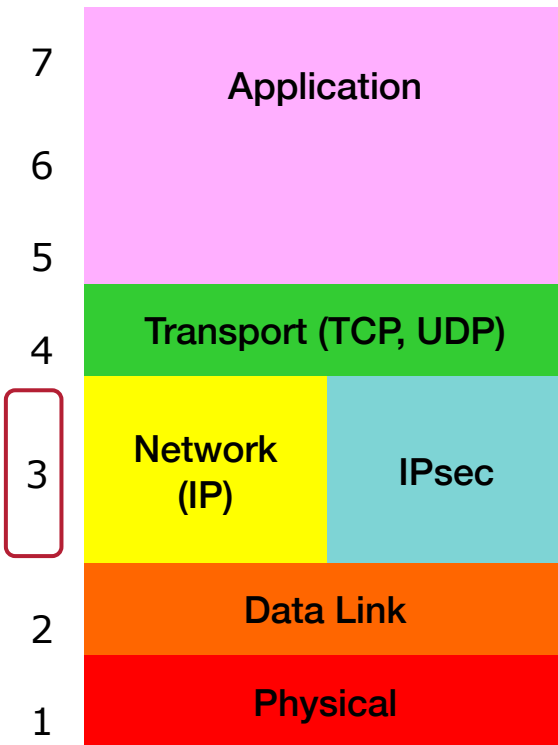 7
Application
6
5
Transport (TCP, UDP)
4
Network
(IP)
3
IPsec
Data Link
2
Physical
1